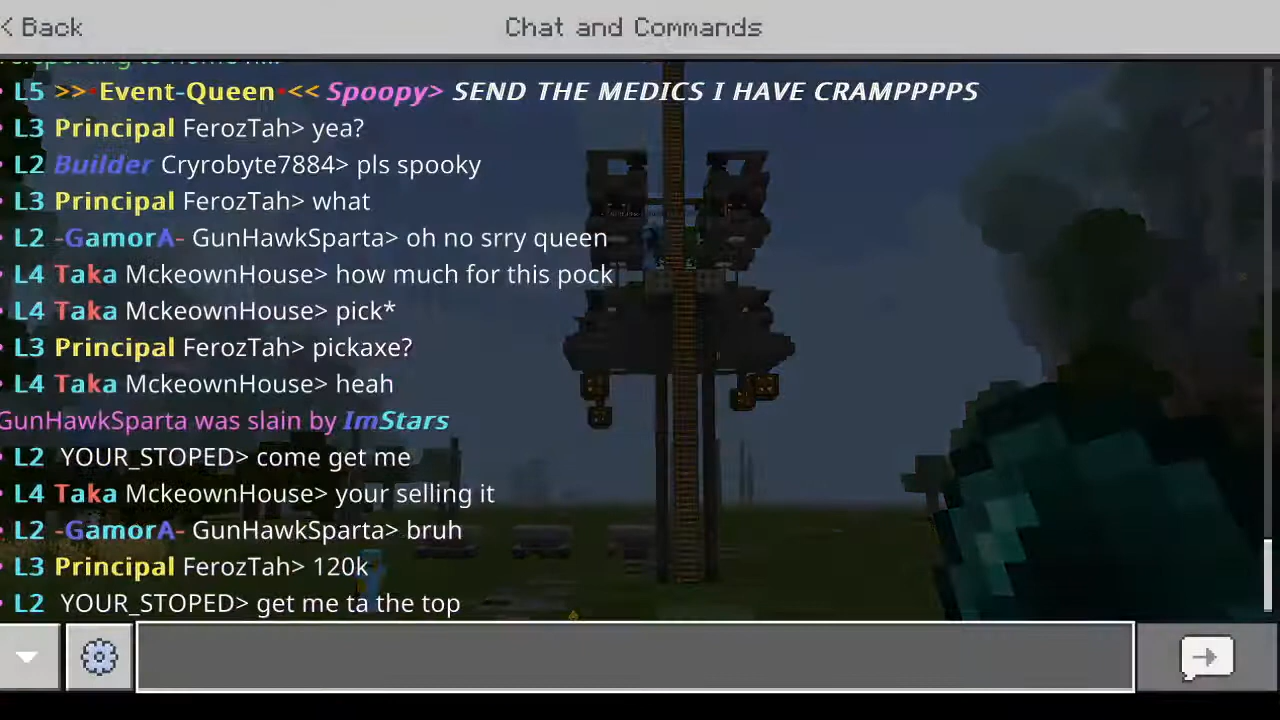 < Back
Chat and Commands
L5 >> Event-Queen << Spoopy> SEND THE MEDICS I HAVE CRAMPPPPS
L3 Principal FerozTah> yea?
L2 Builder Cryrobyte7884> pls spooky
L3 Principal FerozTah> what
L2 -GamorA- GunHawkSparta> oh no srry queen
L4 Taka MckeownHouse> how much for this pock
L4 Taka MckeownHouse> pick*
L3 Principal FerozTah> pickaxe?
L4 Taka MckeownHouse> heah
GunHawkSparta was slain by ImStars
L2 YOUR_STOPED> come get me
L4 Taka MckeownHouse> your selling it
L2 -GamorA- GunHawkSparta> bruh
L3 Principal FerozTah> 120k
L2 YOUR_STOPED> get me ta the top